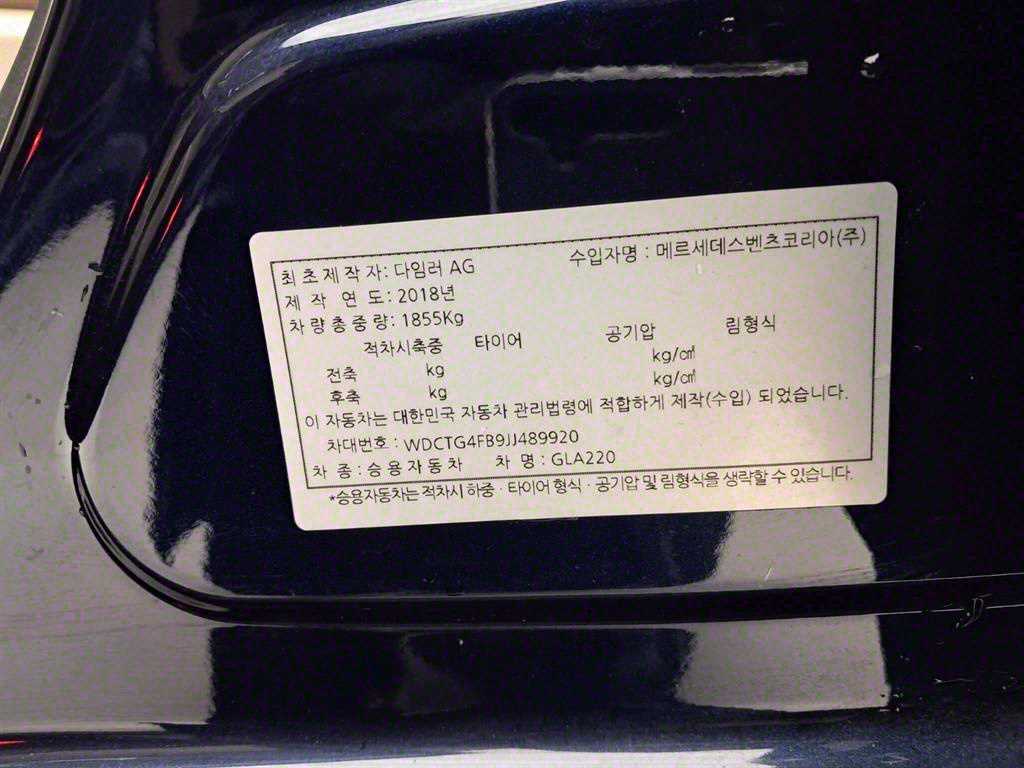 최초제작자: 다임러 AG 수입자명 : 메르세데스벤츠코리아(주)
제 작 연 도: 2018년
차량총중량: 1855Kg
적차시축중 타이어 공기압 림형식
전축 kg kg/㎠
후축 kg kg/㎠
이 자동차는 대한민국 자동차 관리법령에 적합하게 제작(수입) 되었습니다.
차대번호 : WDCTG4FB9JJ489920
차 종 : 승용자동차 차 명 : GLA220
*승용자동차는 적차시 하중 · 타이어 형식 · 공기압 및 림형식을 생략할 수 있습니다.